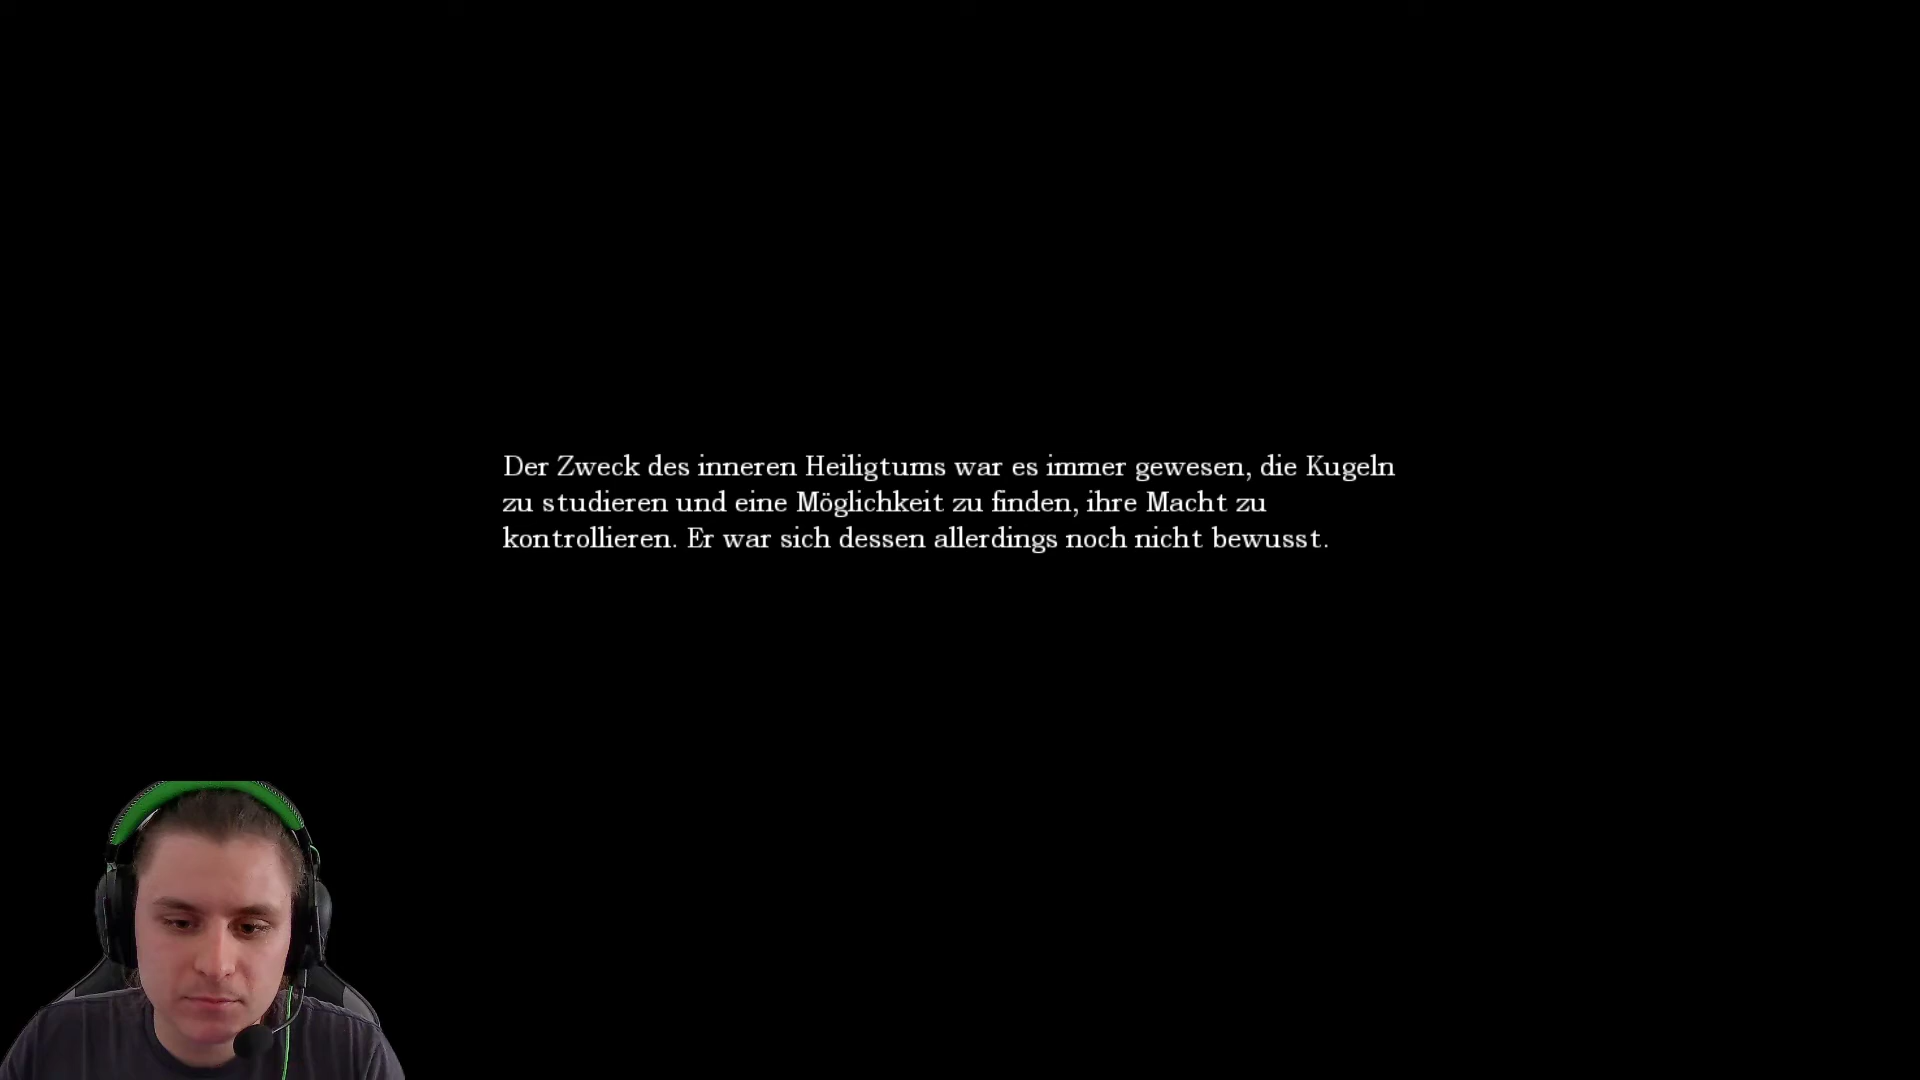 Der Zweck des inneren Heiligtums war es immer gewesen, die Kugeln
zu studieren und eine Möglichkeit zu finden, ihre Macht zu
kontrollieren. Er war sich dessen allerdings noch nicht bewusst.